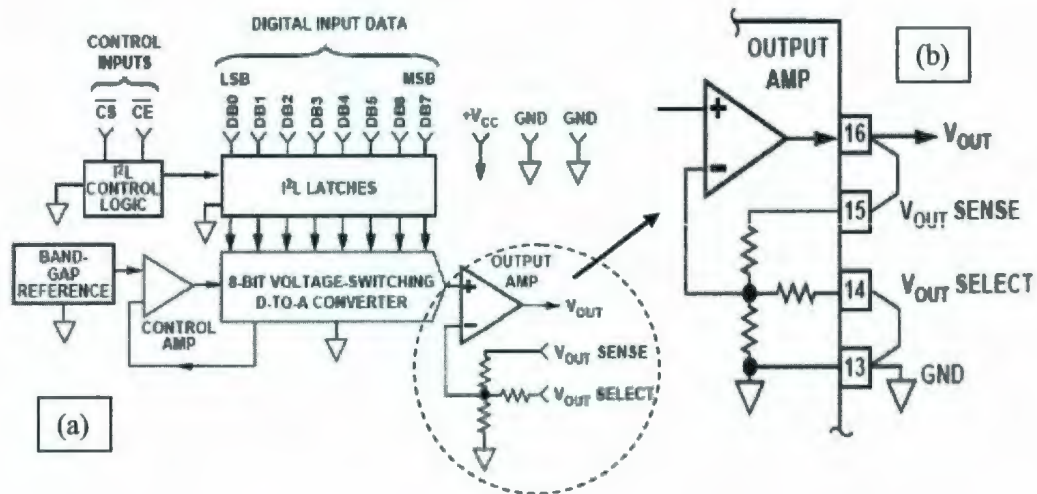 DIGITAL INPUT DATA
CONTROL
INPUTS
CS
CE
LSB
MSB
DB0
DB1
DB2
DB3
DB4
DB5
DB6
DB7
+VCC
GND
GND
I²L
CONTROL
LOGIC
I²L LATCHES
BAND-
GAP
REFERENCE
CONTROL
AMP
8-BIT VOLTAGE-SWITCHING
D-TO-A CONVERTER
OUTPUT
AMP
+
−
VOUT
VOUT SENSE
VOUT SELECT
(a)
OUTPUT
AMP
(b)
+
−
16
VOUT
15
VOUT SENSE
14
VOUT SELECT
13
GND